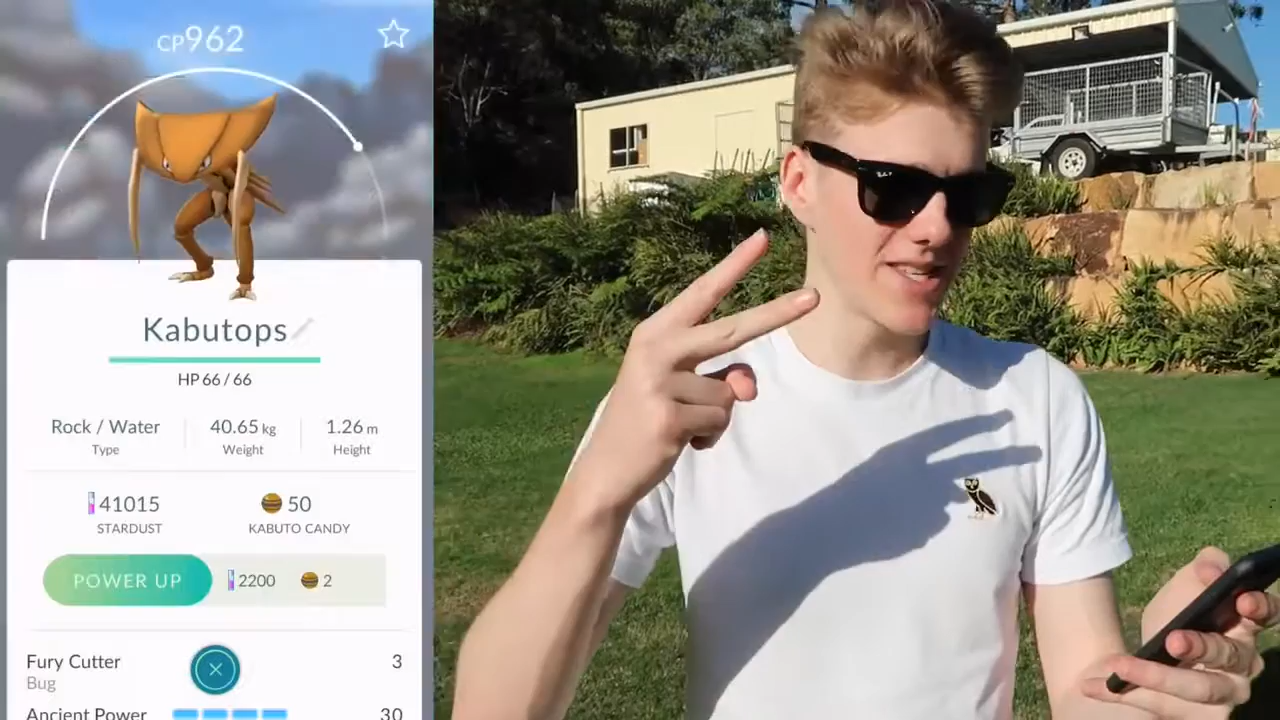 CP962
Kabutops
HP 66 / 66
Rock / Water
Type
40.65 kg
Weight
1.26 m
Height
41015
STARDUST
50
KABUTO CANDY
POWER UP
2200
2
Fury Cutter
3
Bug
Ancient Power
30